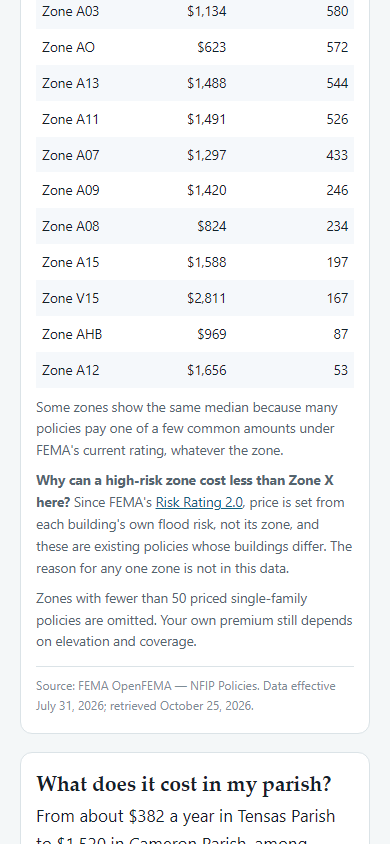 Zone A03 $1,134 580
Zone AO $623 572
Zone A13 $1,488 544
Zone A11 $1,491 526
Zone A07 $1,297 433
Zone A09 $1,420 246
Zone A08 $824 234
Zone A15 $1,588 197
Zone V15 $2,811 167
Zone AHB $969 87
Zone A12 $1,656 53
Some zones show the same median because many
policies pay one of a few common amounts under
FEMA's current rating, whatever the zone.
Why can a high-risk zone cost less than Zone X
here? Since FEMA's Risk Rating 2.0, price is set from
each building's own flood risk, not its zone, and
these are existing policies whose buildings differ. The
reason for any one zone is not in this data.
Zones with fewer than 50 priced single-family
policies are omitted. Your own premium still depends
on elevation and coverage.
Source: FEMA OpenFEMA — NFIP Policies. Data effective
July 31, 2026; retrieved October 25, 2026.
What does it cost in my parish?
From about $382 a year in Tensas Parish
to $1,520 in Cameron Parish, among